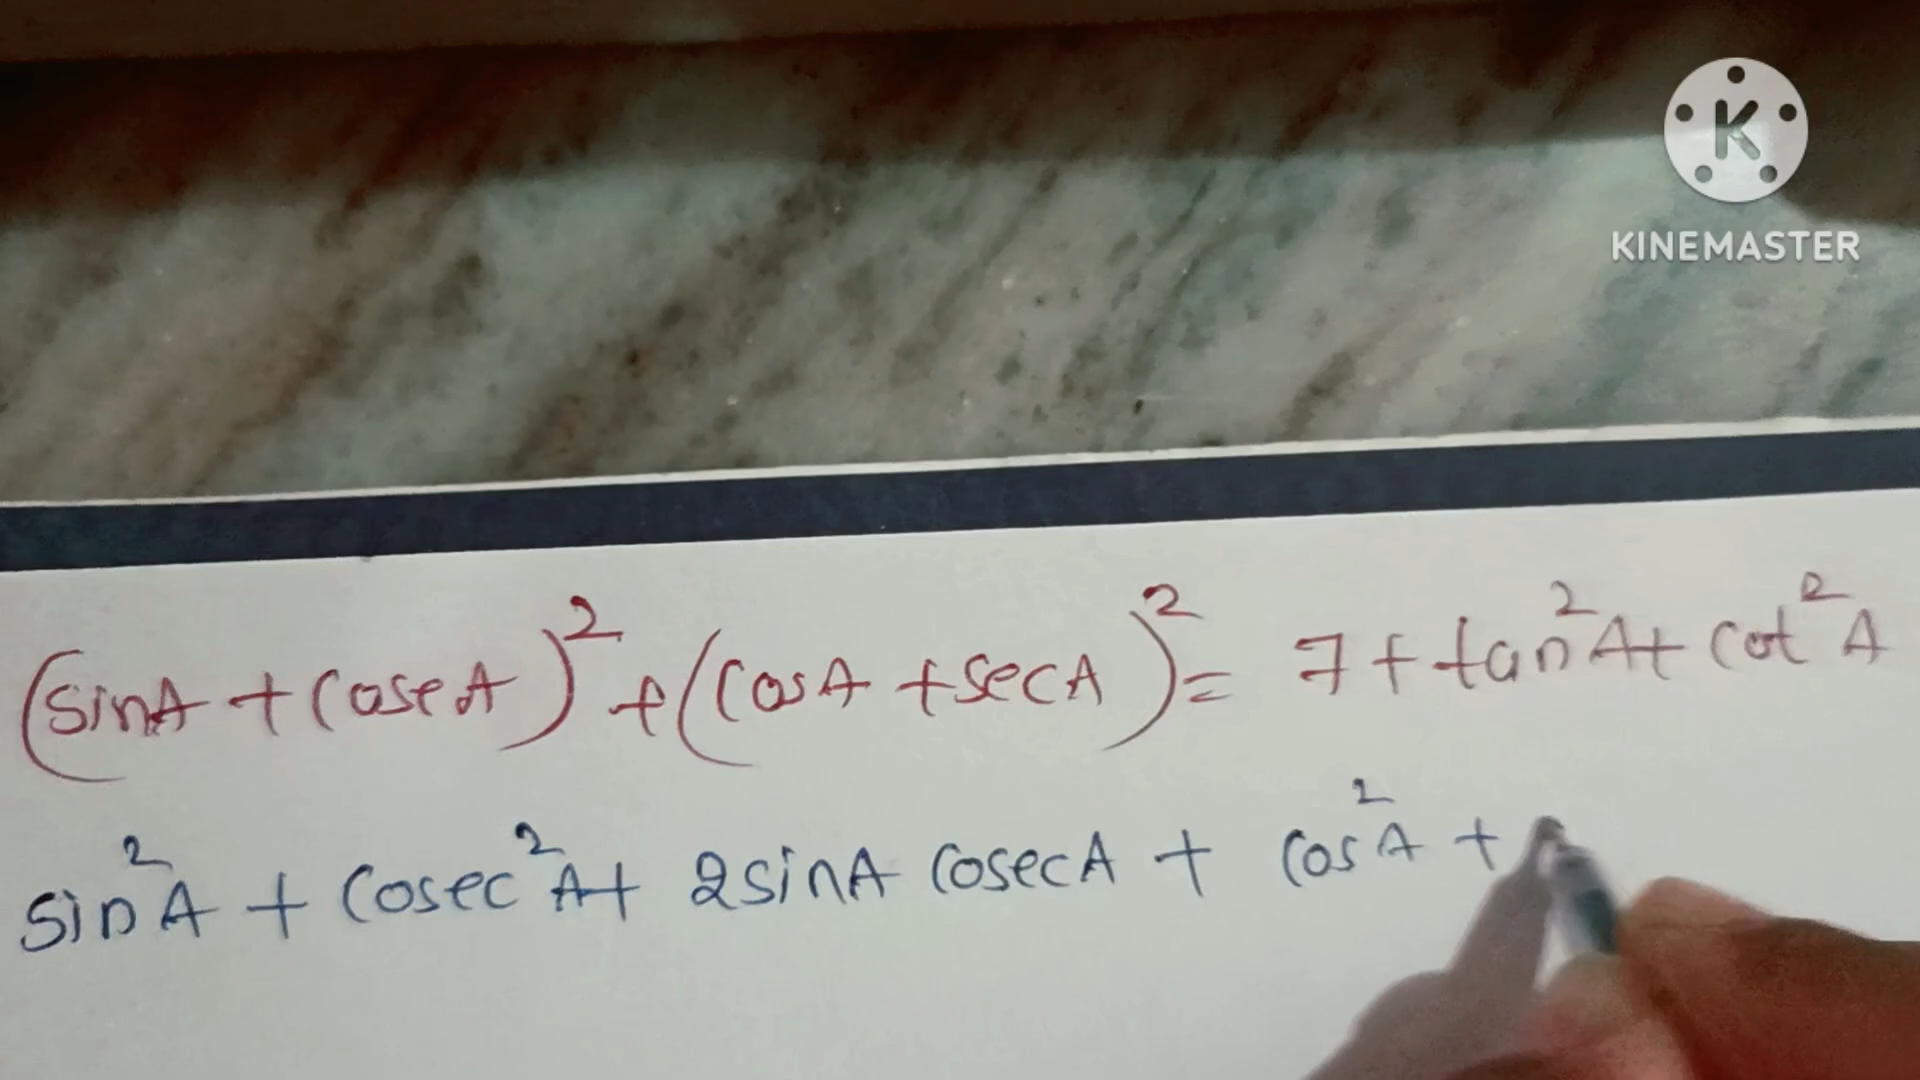 KINEMASTER
(sinA + cosecA)² + (cosA + secA)² = 7 + tan²A + cot²A
sin²A + cosec²A + 2sinA cosecA + cos²A +